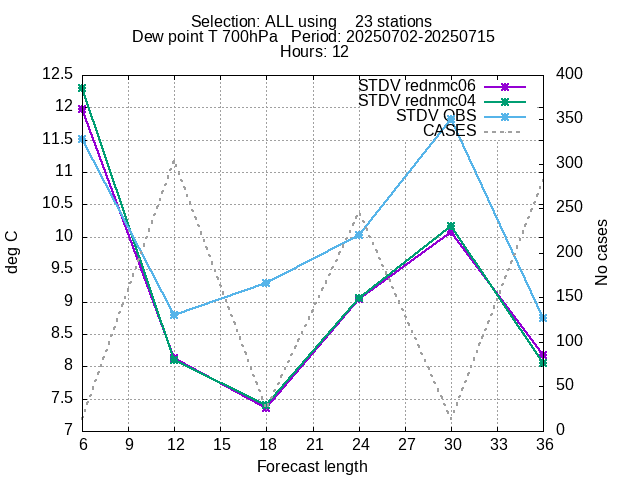 Selection: ALL using    23 stations
Dew point T 700hPa   Period: 20250702-20250715
Hours: 12
STDV rednmc06
STDV rednmc04
STDV OBS
CASES
deg C
12.5
12
11.5
11
10.5
10
9.5
9
8.5
8
7.5
7
400
350
300
250
200
150
100
50
0
No cases
6 9 12 15 18 21 24 27 30 33 36
Forecast length